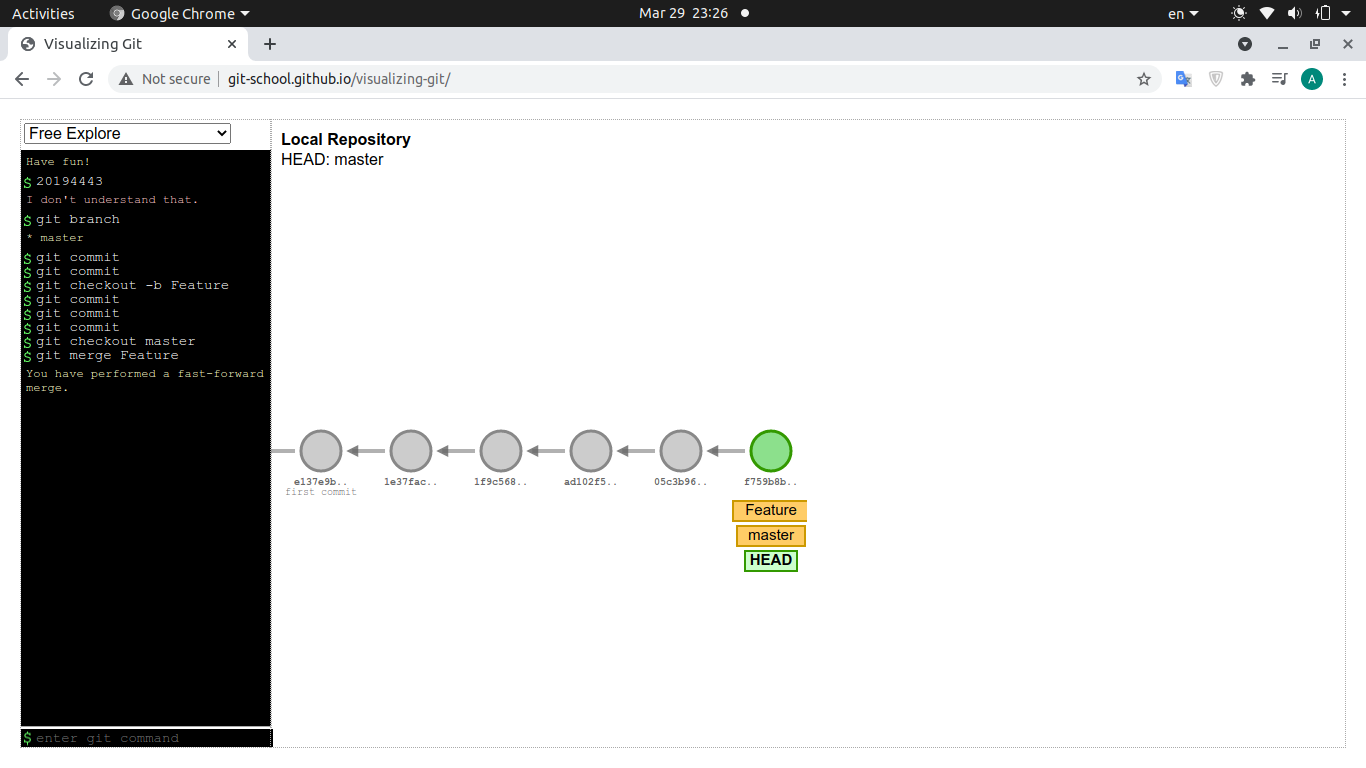 Activities
Google Chrome
Mar 29 23:26
en
Visualizing Git
Not secure
git-school.github.io/visualizing-git/
A
Free Explore
Have fun!
$ 20194443
I don't understand that.
$ git branch
* master
$ git commit
$ git commit
$ git checkout -b Feature
$ git commit
$ git commit
$ git commit
$ git checkout master
$ git merge Feature
You have performed a fast-forward
merge.
$ enter git command
Local Repository
HEAD: master
e137e9b..
first commit
1e37fac..
1f9c568..
ad102f5..
05c3b96..
f759b8b..
Feature
master
HEAD